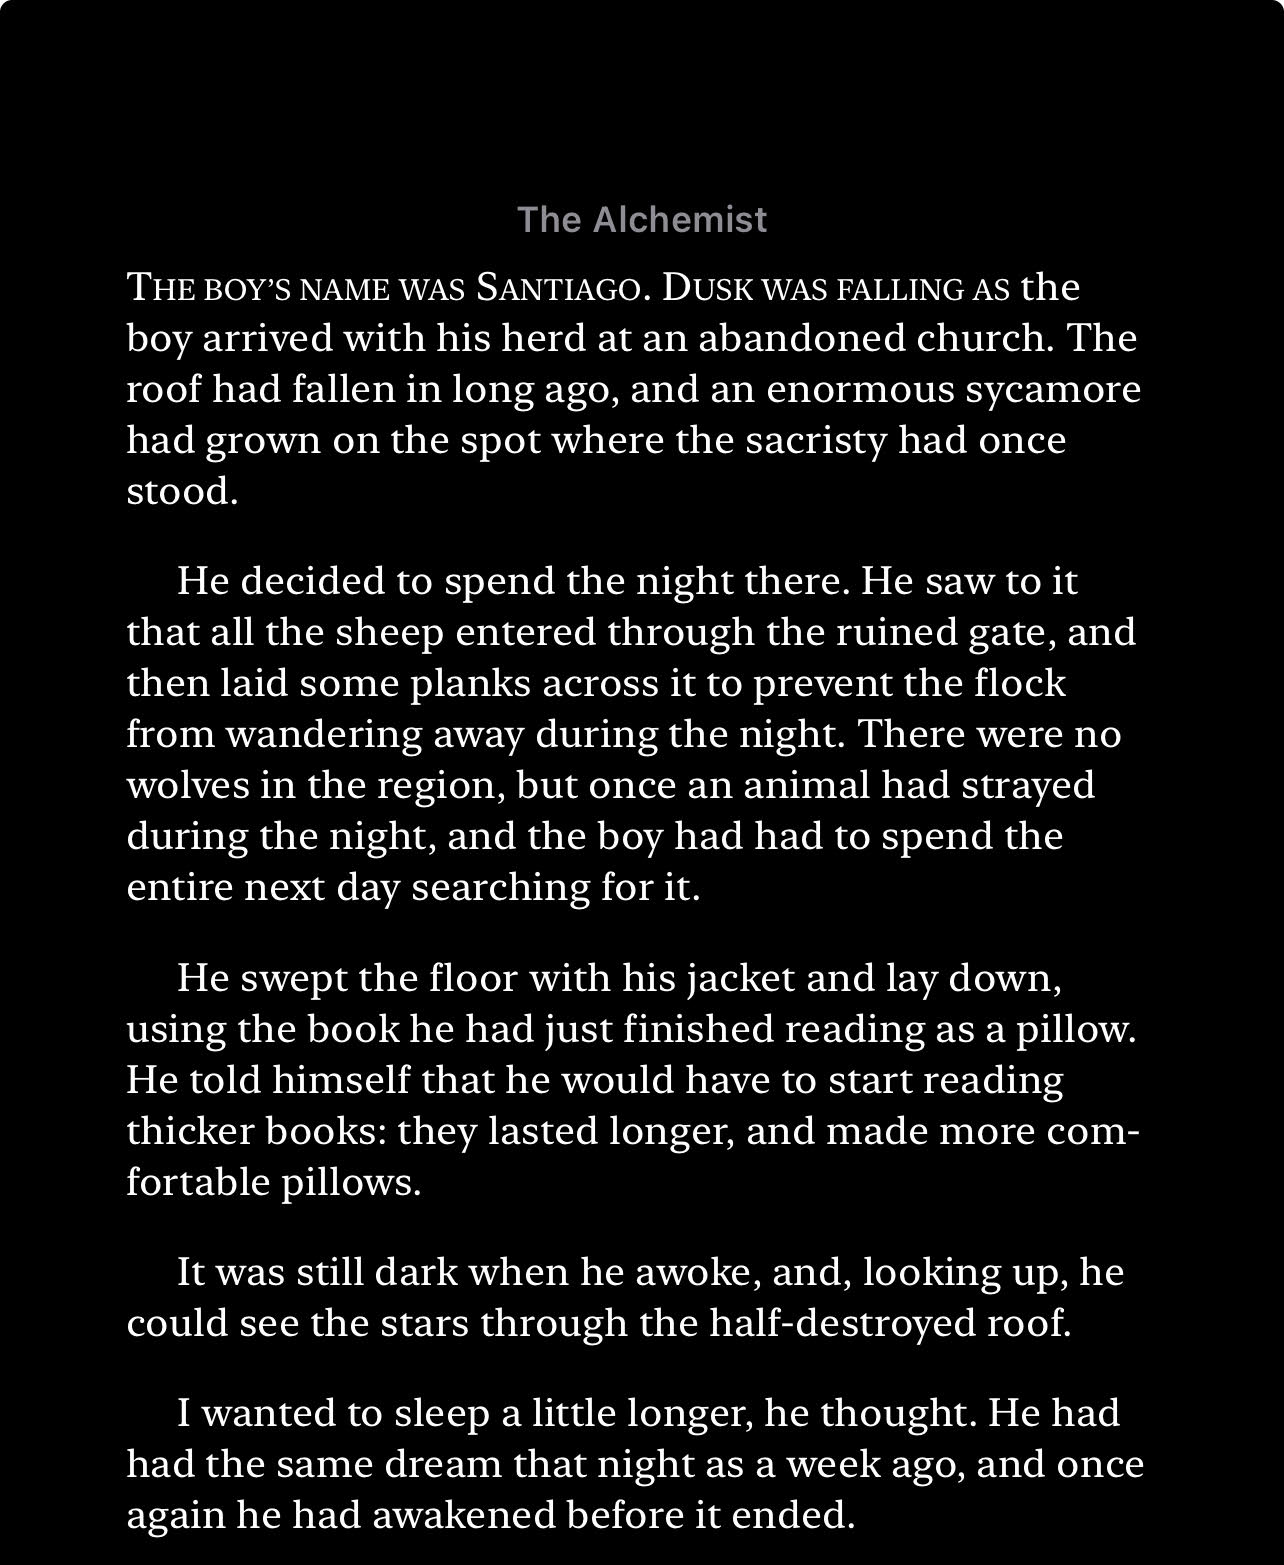 The Alchemist
THE BOY’S NAME WAS SANTIAGO. DUSK WAS FALLING AS the
boy arrived with his herd at an abandoned church. The
roof had fallen in long ago, and an enormous sycamore
had grown on the spot where the sacristy had once
stood.
He decided to spend the night there. He saw to it
that all the sheep entered through the ruined gate, and
then laid some planks across it to prevent the flock
from wandering away during the night. There were no
wolves in the region, but once an animal had strayed
during the night, and the boy had had to spend the
entire next day searching for it.
He swept the floor with his jacket and lay down,
using the book he had just finished reading as a pillow.
He told himself that he would have to start reading
thicker books: they lasted longer, and made more com-
fortable pillows.
It was still dark when he awoke, and, looking up, he
could see the stars through the half-destroyed roof.
I wanted to sleep a little longer, he thought. He had
had the same dream that night as a week ago, and once
again he had awakened before it ended.